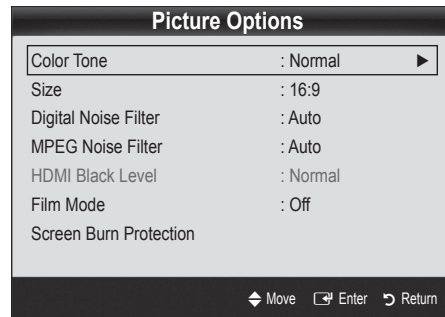 Picture Options
Color Tone : Normal ▶
Size : 16:9
Digital Noise Filter : Auto
MPEG Noise Filter : Auto
HDMI Black Level : Normal
Film Mode : Off
Screen Burn Protection
Move Enter Return